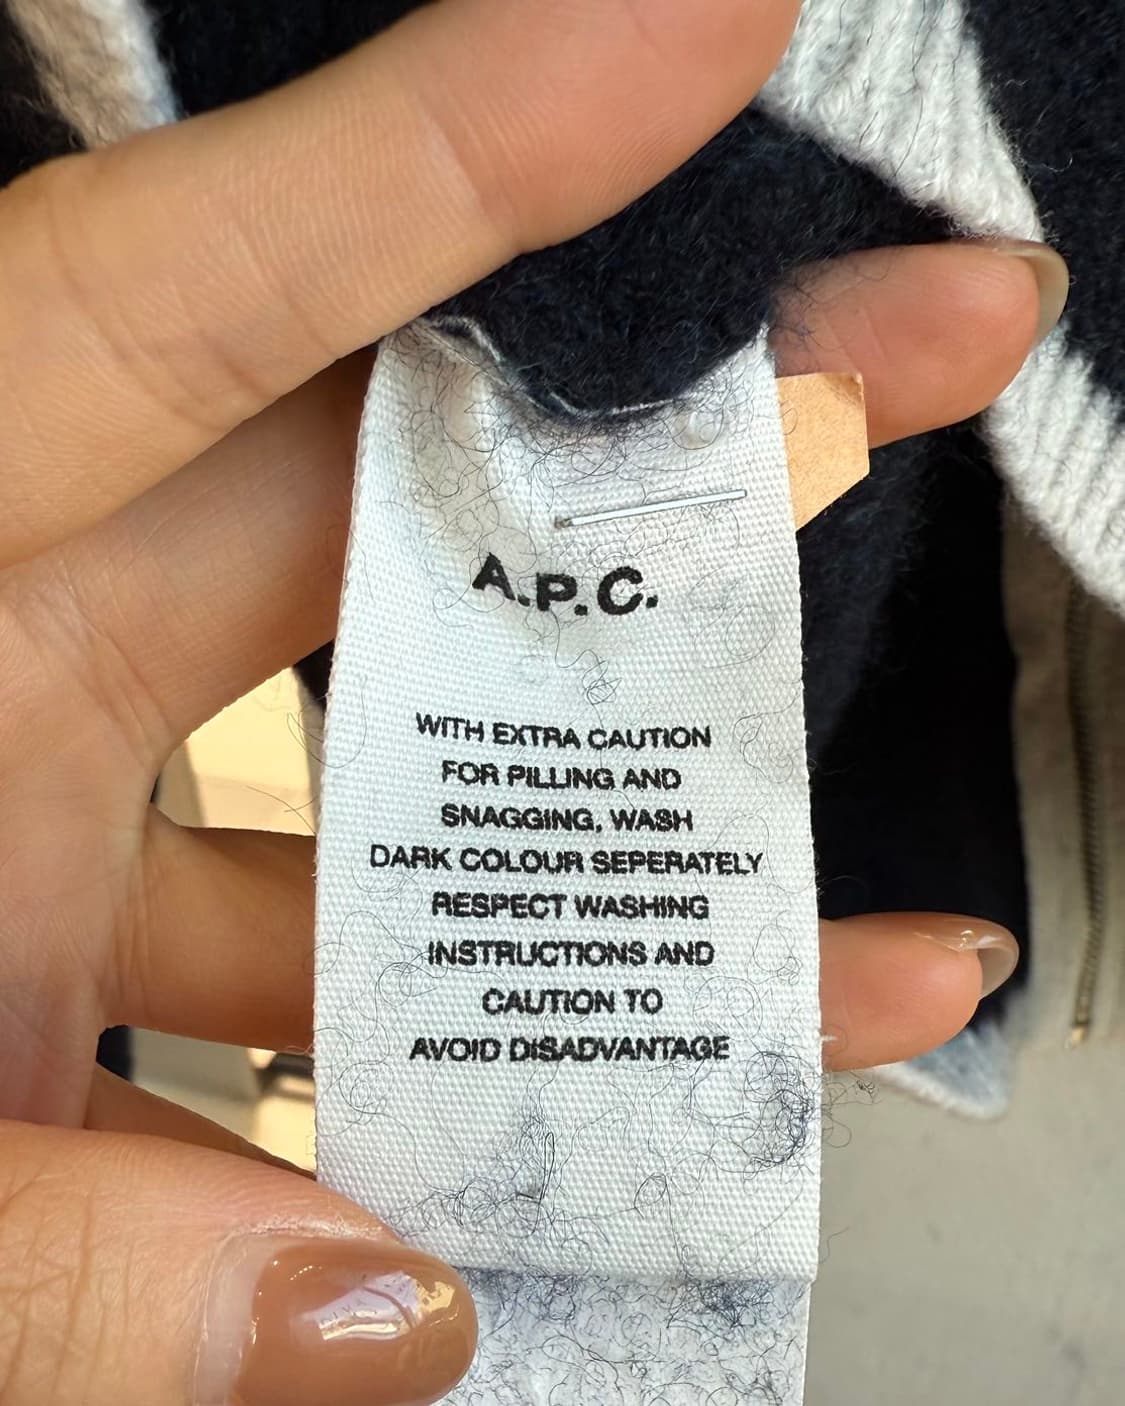 A.P.C.
WITH EXTRA CAUTION
FOR PILLING AND
SNAGGING, WASH
DARK COLOUR SEPERATELY
RESPECT WASHING
INSTRUCTIONS AND
CAUTION TO
AVOID DISADVANTAGE